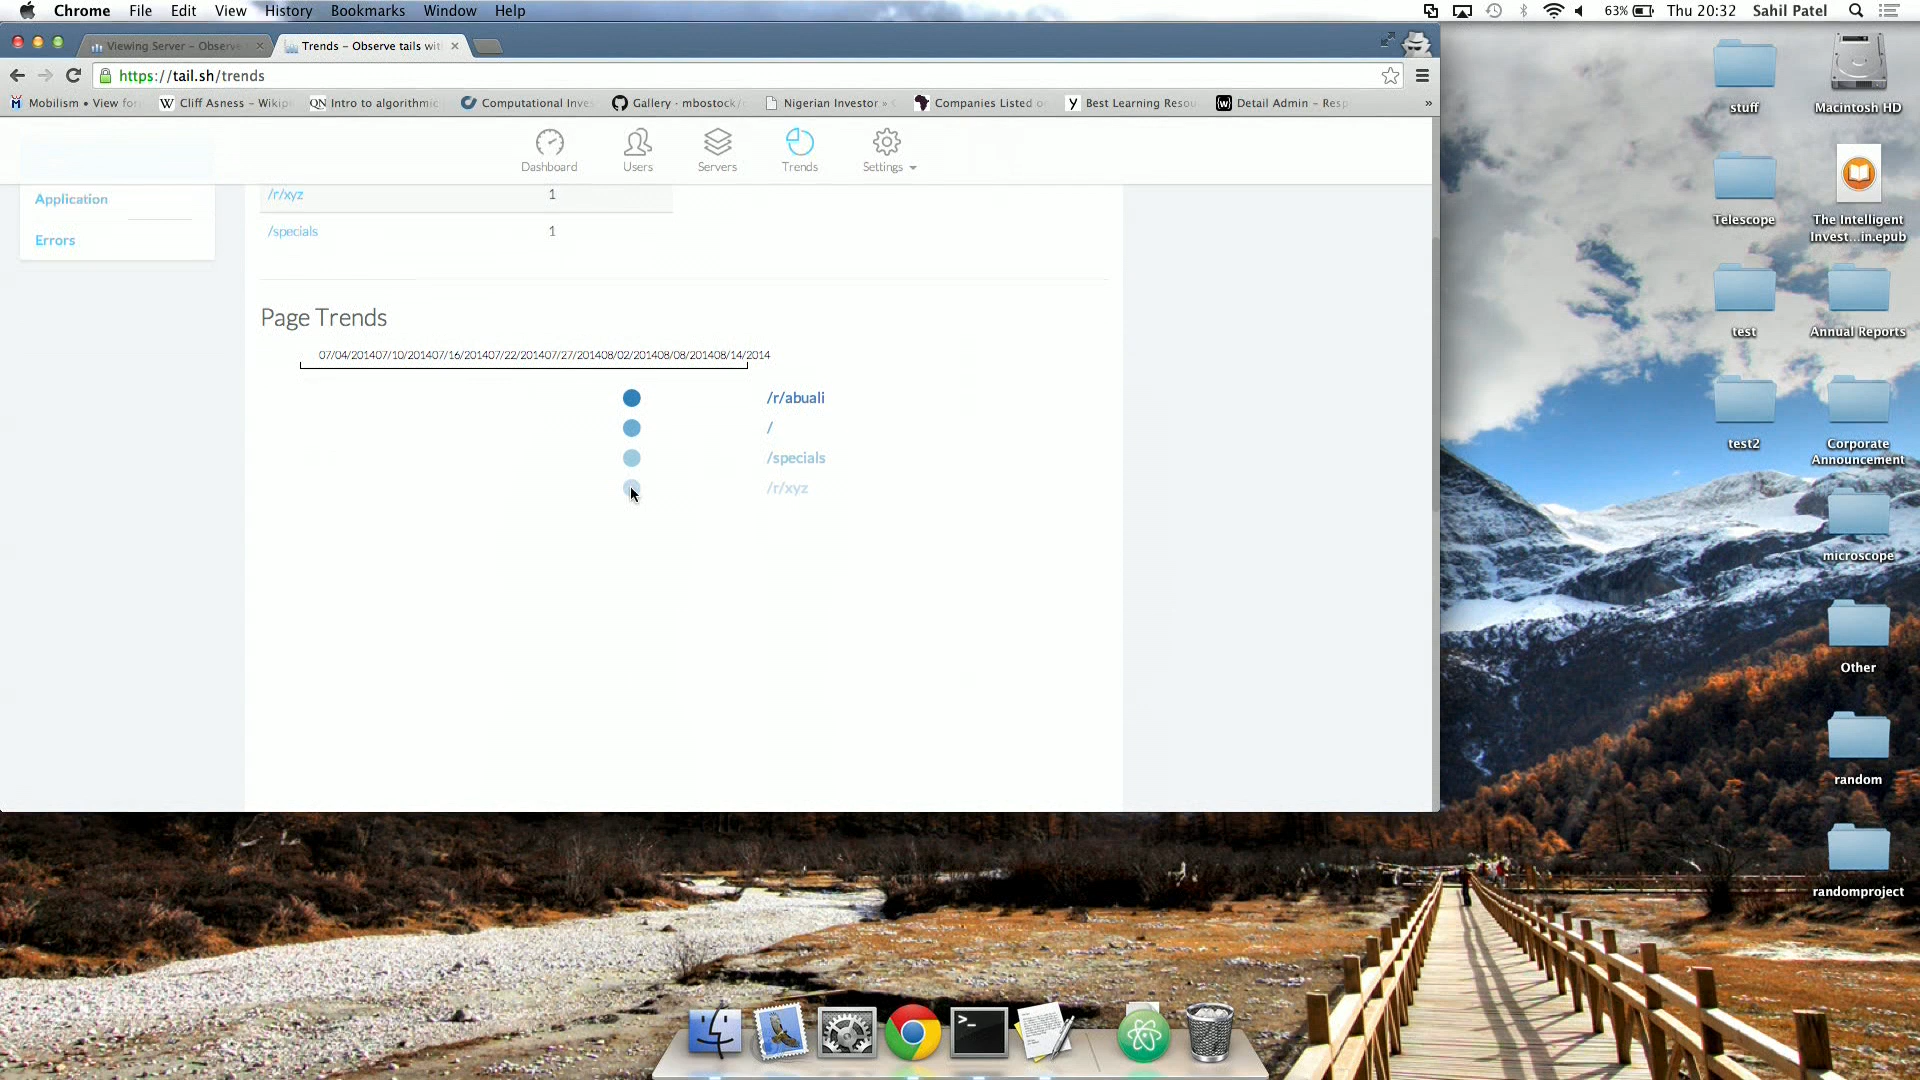 Chrome File Edit View History Bookmarks Window Help 63% Thu 20:32 Sahil Patel
Viewing Server – Observe
Trends – Observe tails wit
https://tail.sh/trends
Mobilism • View for Cliff Asness – Wikip Intro to algorithmic Computational Inves Gallery · mbostock/ Nigerian Investor » Companies Listed o Best Learning Resou Detail Admin – Resp »
Dashboard Users Servers Trends Settings
Application
Errors
/r/xyz 1
/specials 1
Page Trends
07/04/201407/10/201407/16/201407/22/201407/27/201408/02/201408/08/201408/14/2014
/r/abuali
/
/specials
/r/xyz
stuff
Macintosh HD
Telescope
The Intelligent
Invest...in.epub
test
Annual Reports
test2
Corporate
Announcement
microscope
Other
random
randomproject